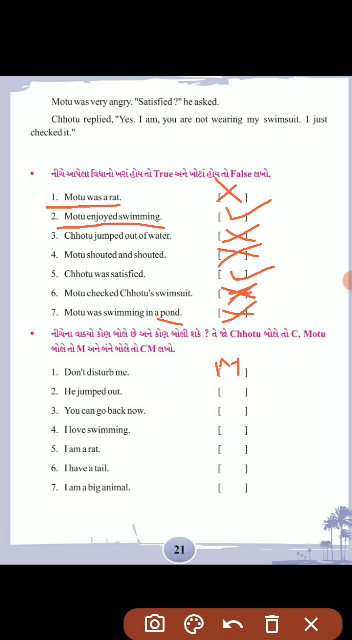 Motu was very angry. "Satisfied ?" he asked.
Chhotu replied, "Yes. I am, you are not wearing my swimsuit. I just
checked it."
• નીચે આપેલા વિધાનો ખરાં હોય તો True અને ખોટાં હોય તો False લખો.
1. Motu was a rat. [ X ]
2. Motu enjoyed swimming. [ ✓ ]
3. Chhotu jumped out of water. [ X ]
4. Motu shouted and shouted. [ X ]
5. Chhotu was satisfied. [ ✓ ]
6. Motu checked Chhotu's swimsuit. [ X ]
7. Motu was swimming in a pond. [ X ]
• નીચેના વાક્યો કોણ બોલે છે અને કોણ બોલી શકે ? તે જો Chhotu બોલે તો C, Motu
બોલે તો M અને બંને બોલે તો CM લખો.
1. Don't disturb me. [ M ]
2. He jumped out. [ ]
3. You can go back now. [ ]
4. I love swimming. [ ]
5. I am a rat. [ ]
6. I have a tail. [ ]
7. I am a big animal. [ ]
21